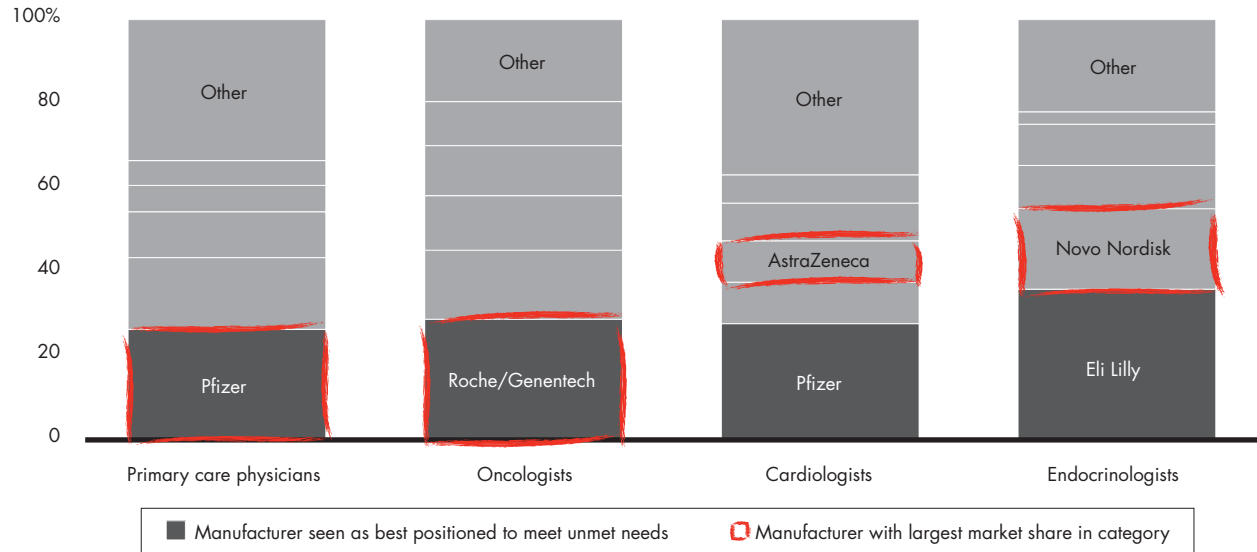 100%
80
60
40
20
0
Other
Pfizer
Other
Roche/Genentech
Other
AstraZeneca
Pfizer
Other
Novo Nordisk
Eli Lilly
Primary care physicians
Oncologists
Cardiologists
Endocrinologists
Manufacturer seen as best positioned to meet unmet needs
Manufacturer with largest market share in category